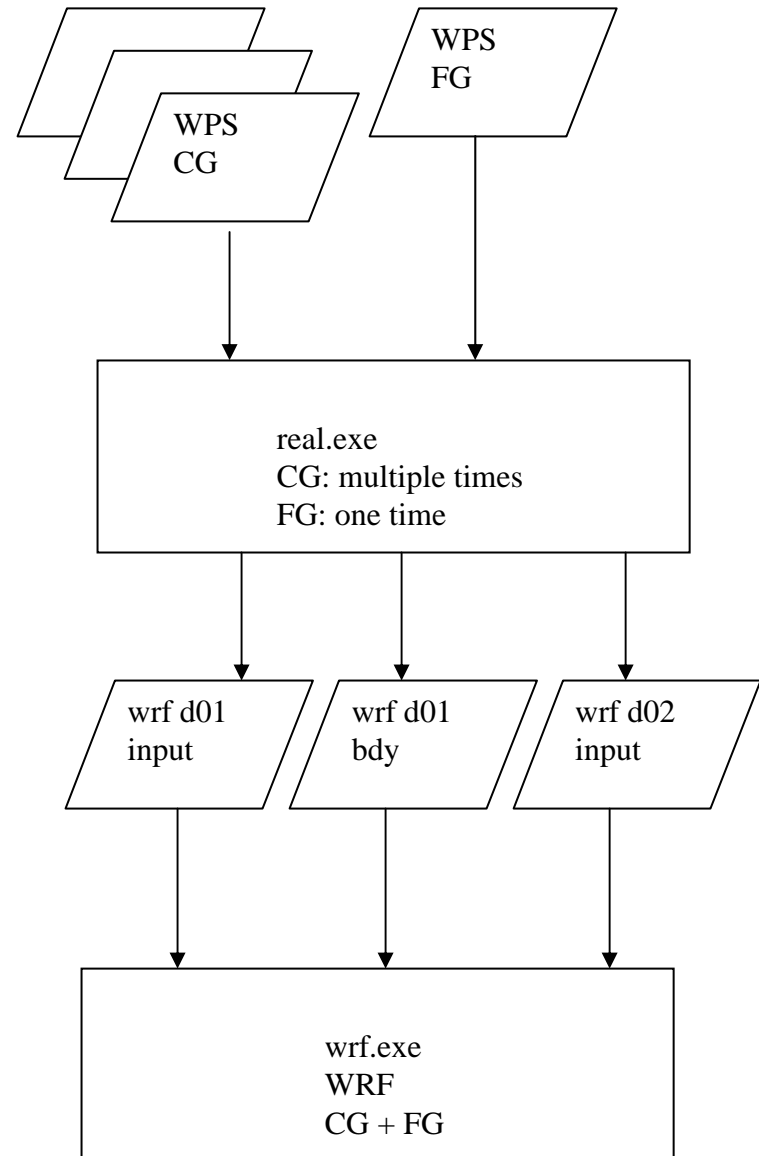 WPS
CG
WPS
FG
real.exe
CG: multiple times
FG: one time
wrf d01
input
wrf d01
bdy
wrf d02
input
wrf.exe
WRF
CG + FG